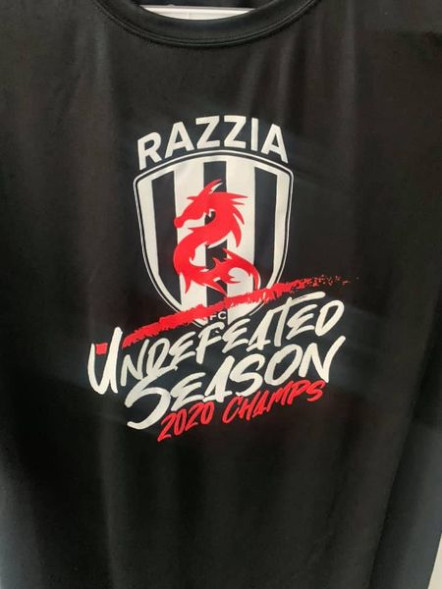 RAZZIA
FC
UNDEFEATED
SEASON
2020 CHAMPS